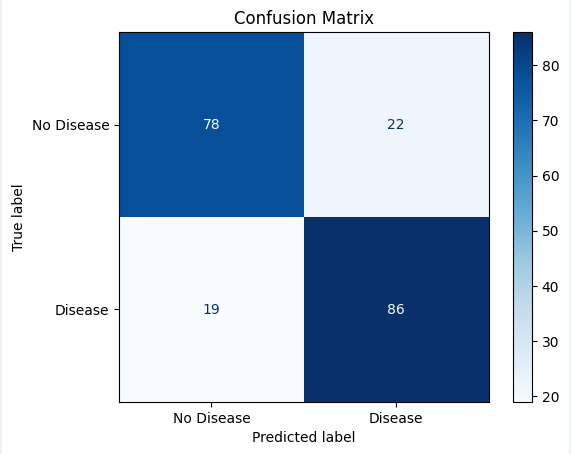 Confusion Matrix
True label
No Disease
78
22
Disease
19
86
No Disease
Disease
Predicted label
80
70
60
50
40
30
20